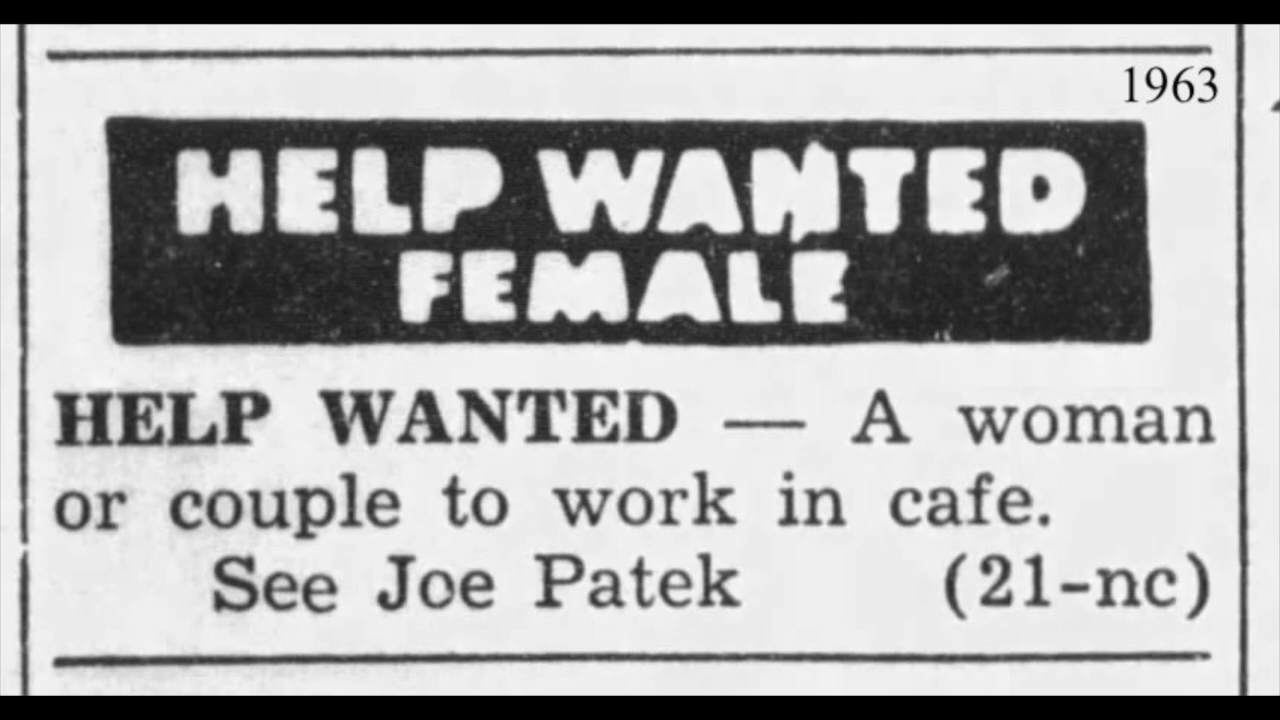 1963
HELP WANTED
FEMALE
HELP WANTED — A woman
or couple to work in cafe.
See Joe Patek (21-nc)